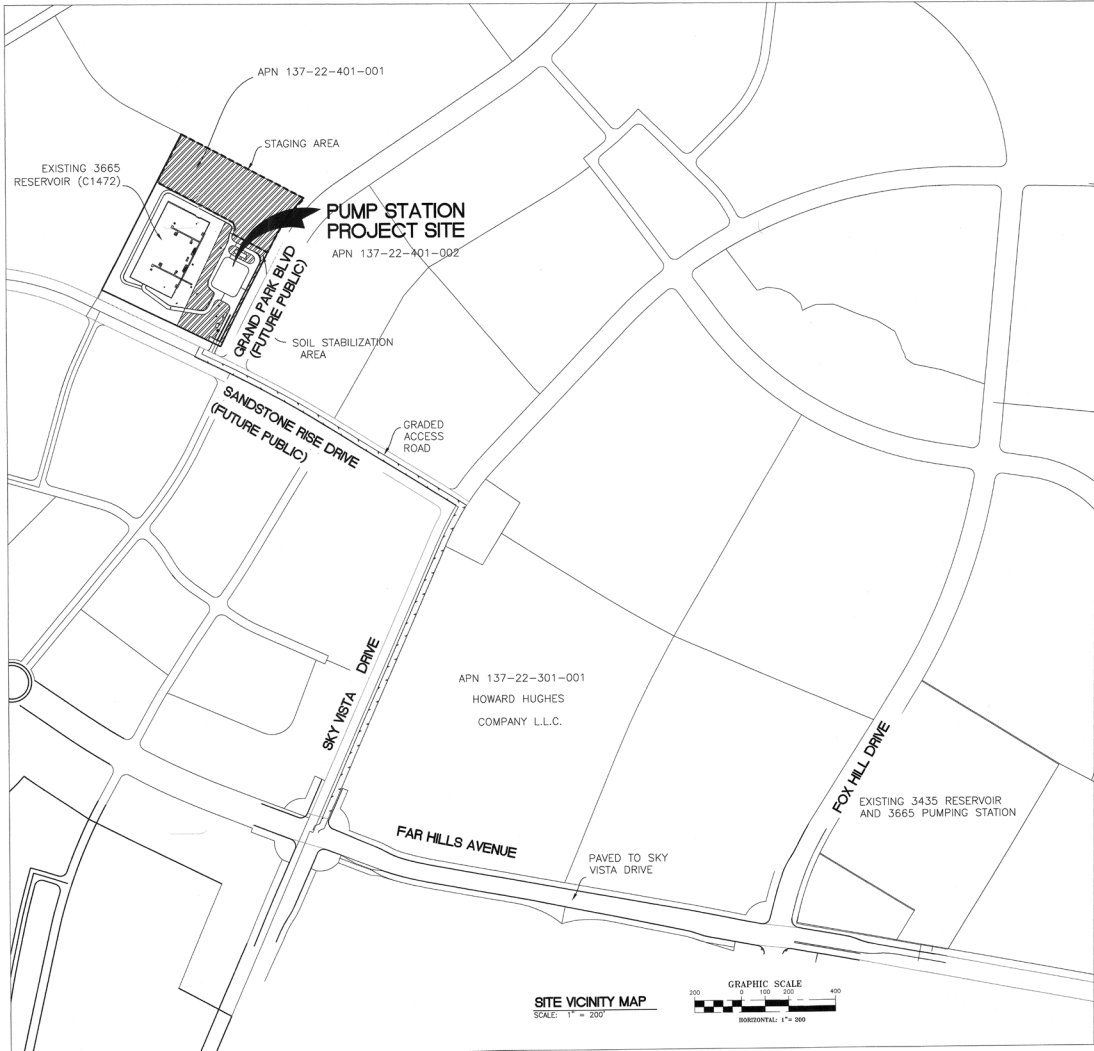 APN 137-22-401-001
STAGING AREA
EXISTING 3665
RESERVOIR (C1472)
PUMP STATION
PROJECT SITE
APN 137-22-401-002
GRAND PARK BLVD
(FUTURE PUBLIC)
SOIL STABILIZATION
AREA
SANDSTONE RISE DRIVE
(FUTURE PUBLIC)
GRADED
ACCESS
ROAD
SKY VISTA DRIVE
APN 137-22-301-001
HOWARD HUGHES
COMPANY L.L.C.
FOX HILL DRIVE
EXISTING 3435 RESERVOIR
AND 3665 PUMPING STATION
FAR HILLS AVENUE
PAVED TO SKY
VISTA DRIVE
SITE VICINITY MAP
SCALE: 1" = 200'
GRAPHIC SCALE
200 0 100 200 400
HORIZONTAL: 1"= 200